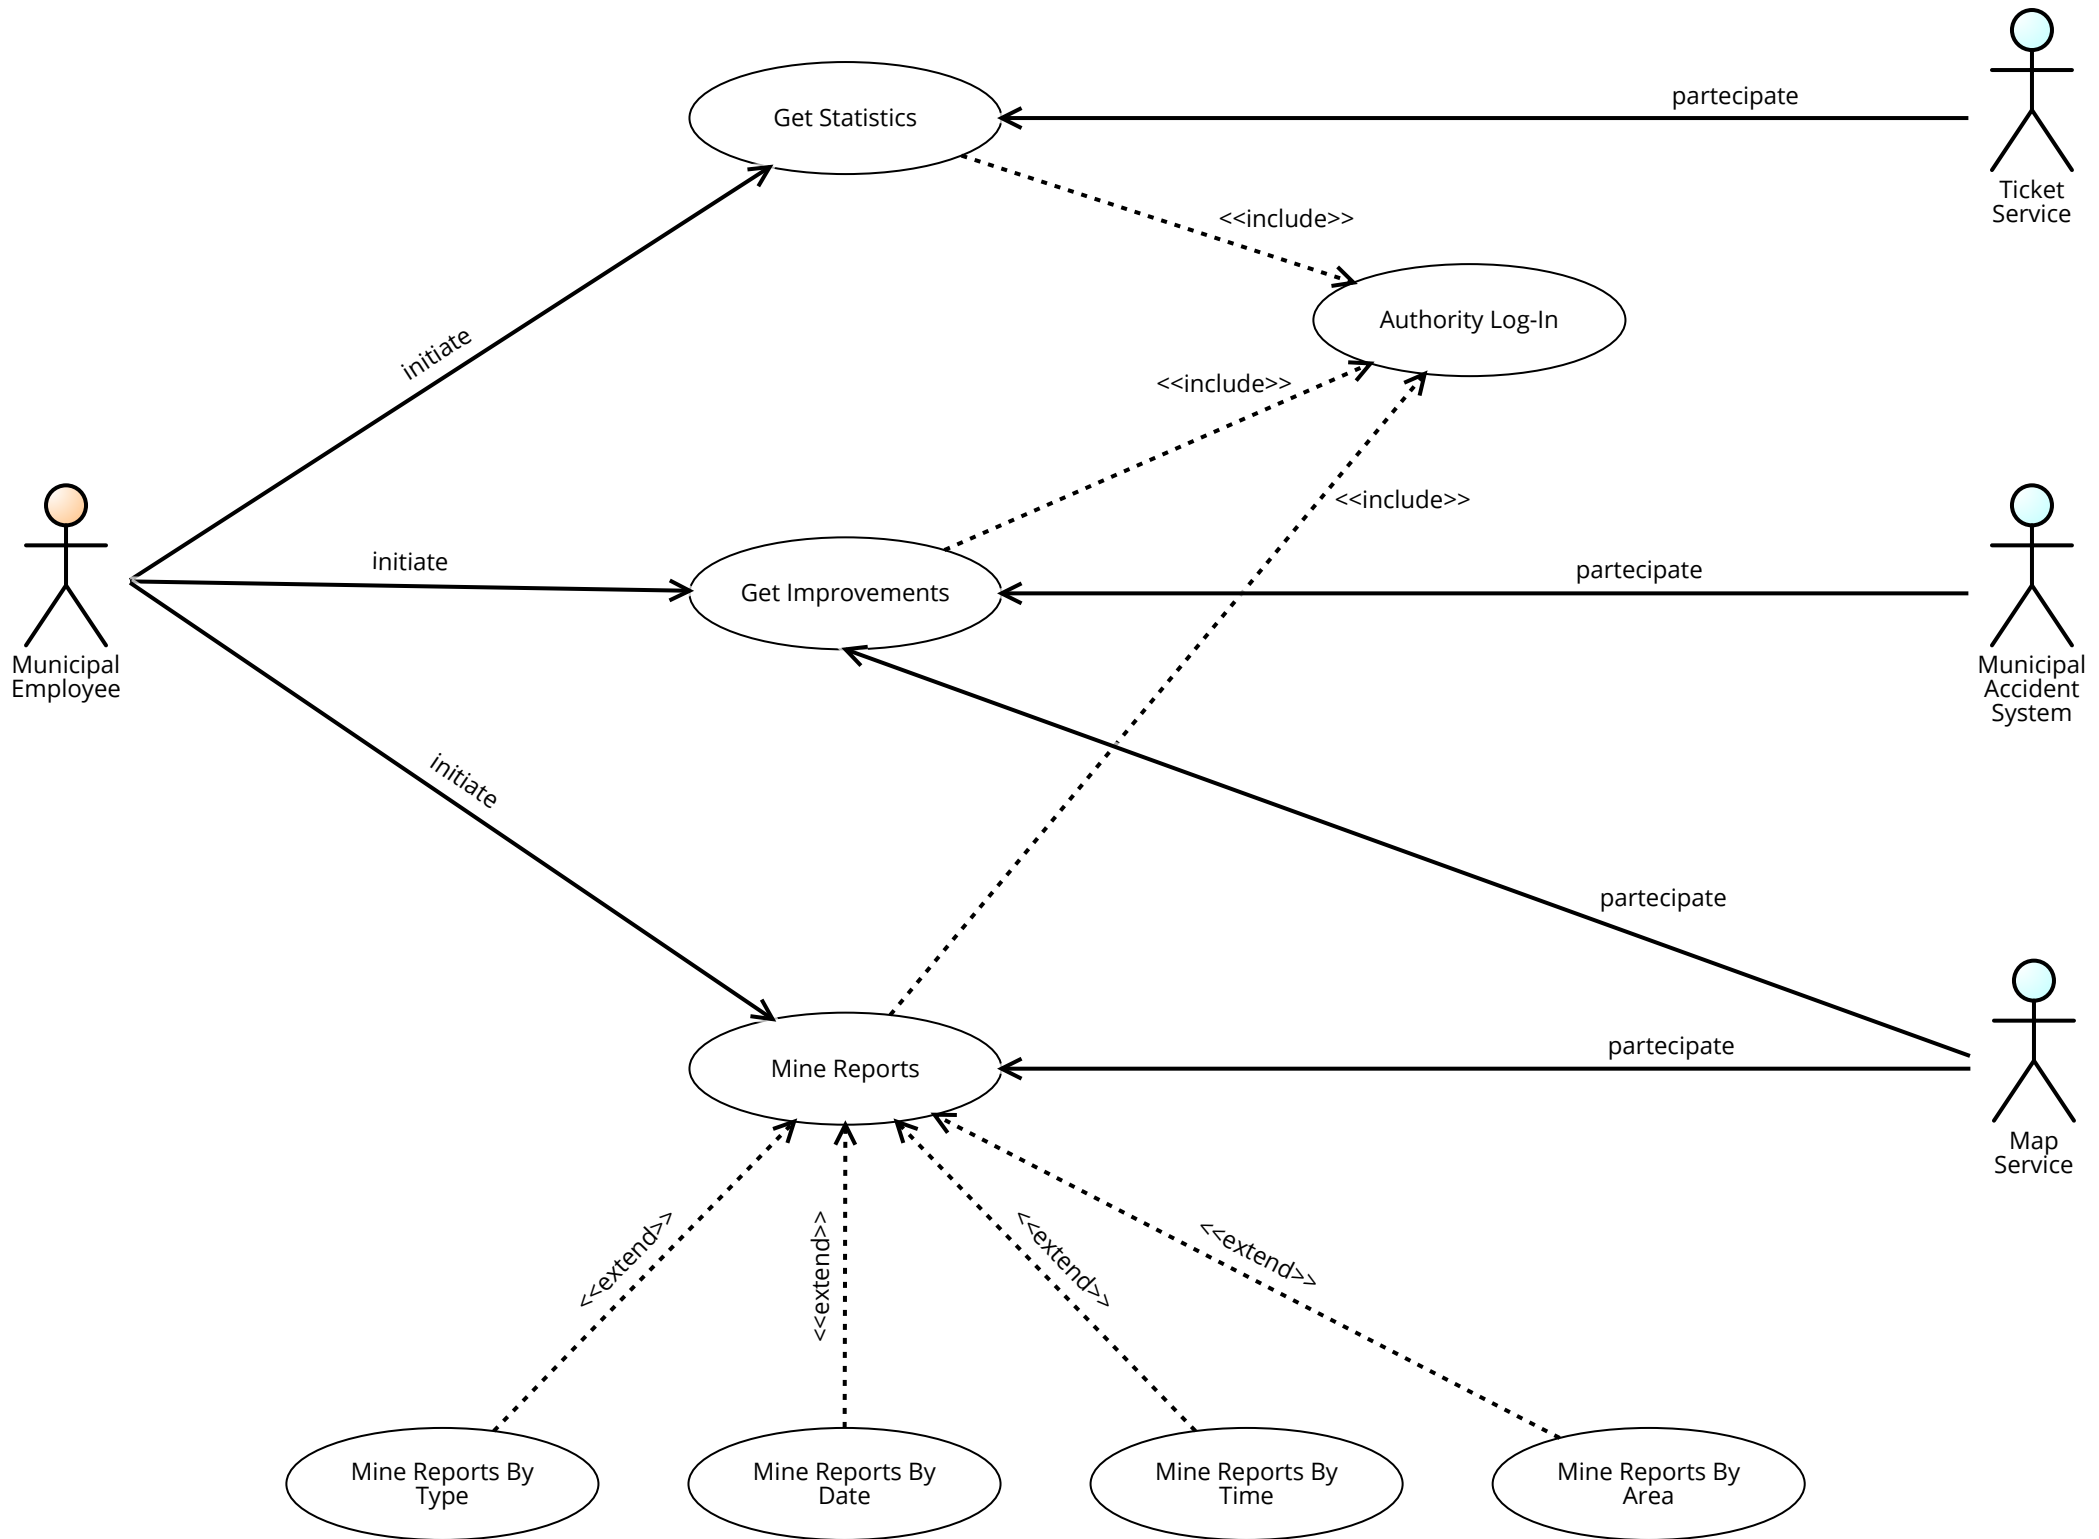 partecipate
Get Statistics
Ticket
Service
<<include>>
Authority Log-In
initiate
<<include>>
<<include>>
initiate
partecipate
Get Improvements
Municipal
Employee
Municipal
Accident
System
initiate
partecipate
partecipate
Mine Reports
Map
Service
<<extend>>
<<extend>>
<<extend>>
<<extend>>
Mine Reports By
Type
Mine Reports By
Date
Mine Reports By
Time
Mine Reports By
Area